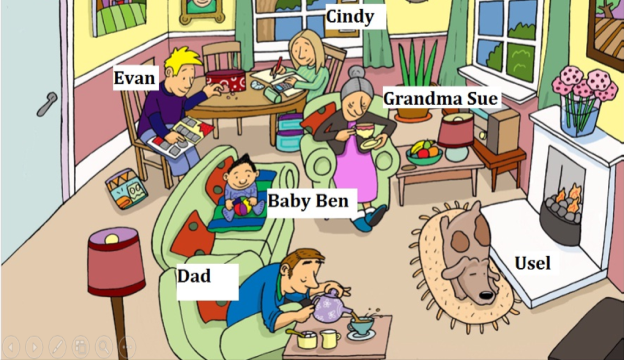 Cindy
Evan
Grandma Sue
Baby Ben
Dad
Usel